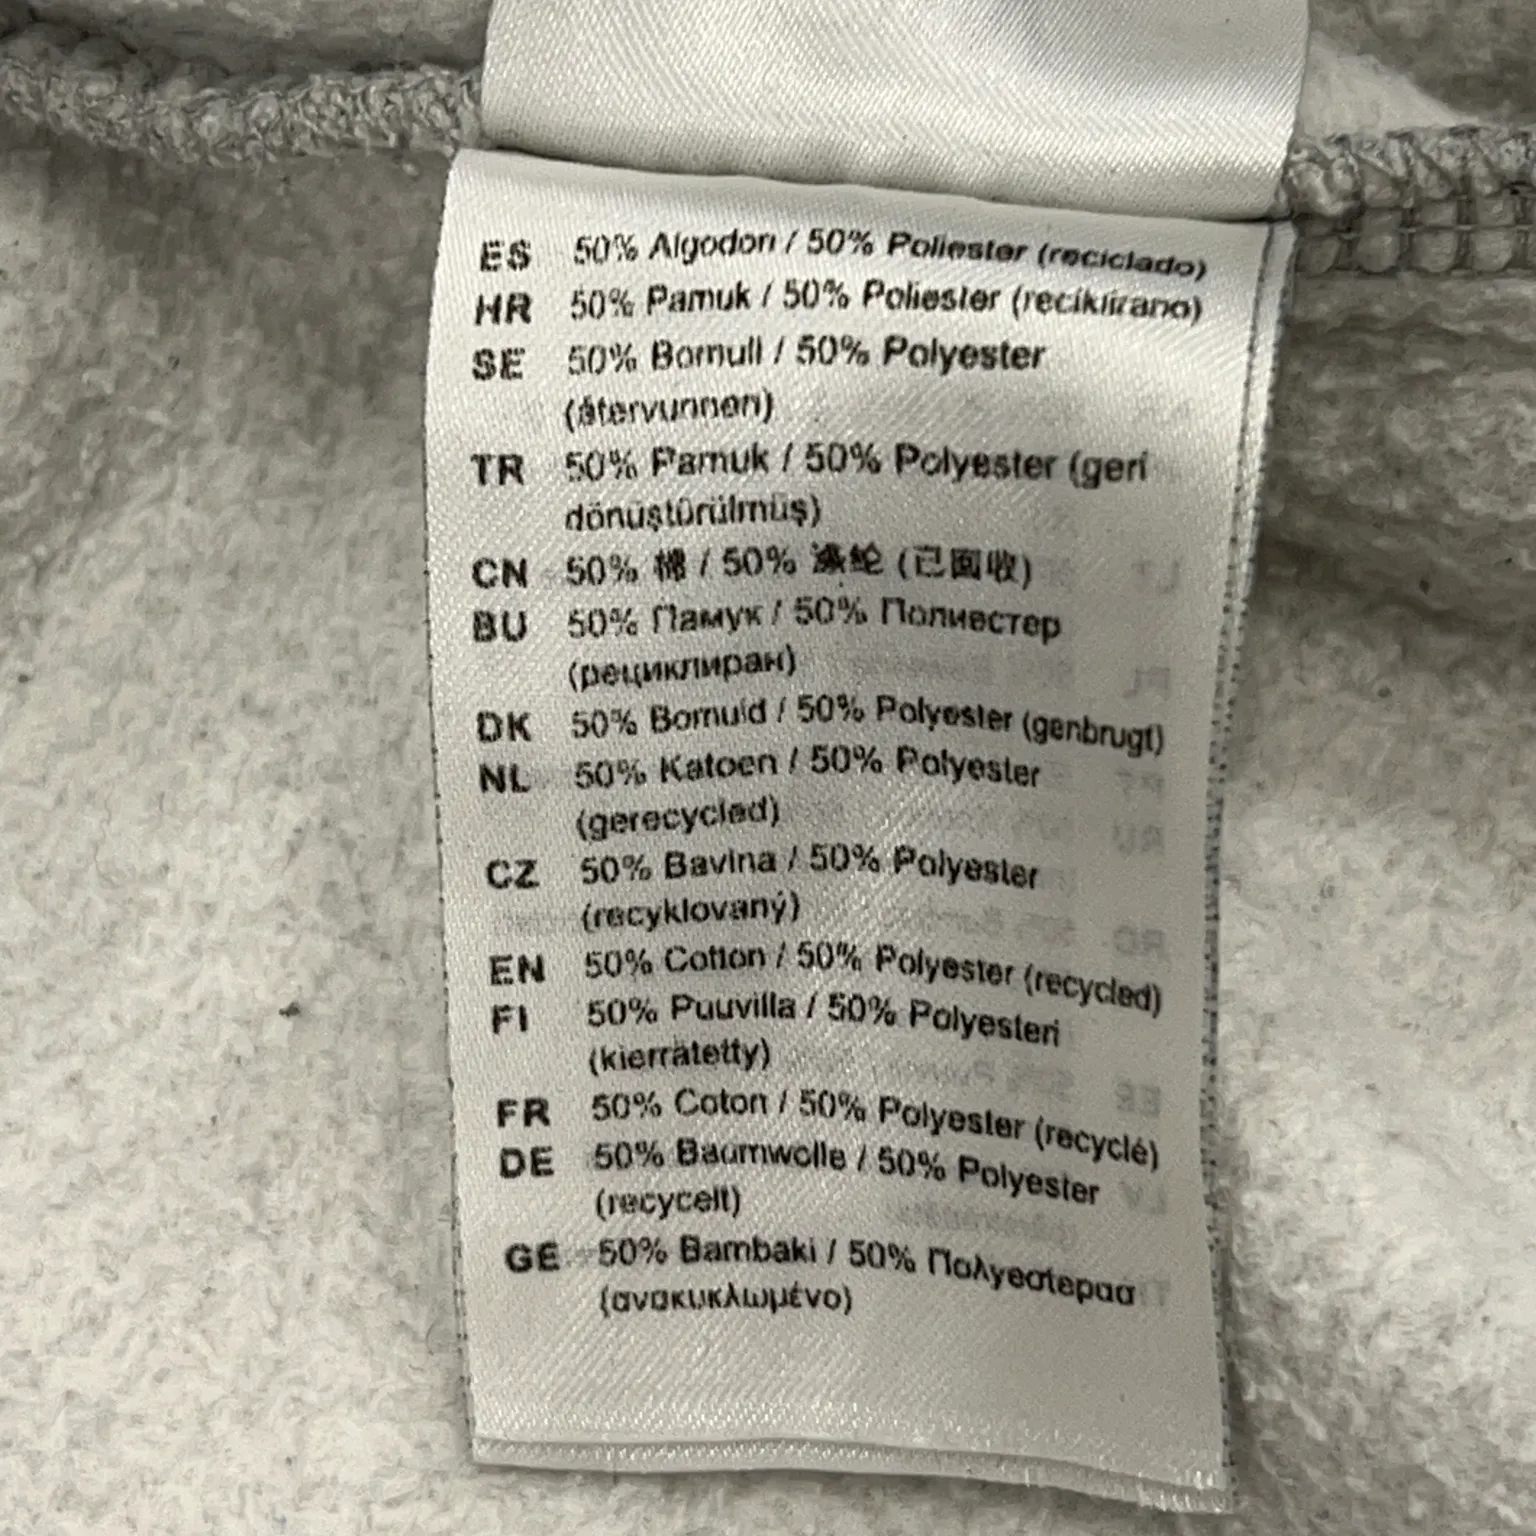 ES 50% Algodon / 50% Poliester (reciclado)
HR 50% Pamuk / 50% Poliester (reciklirano)
SE 50% Bomull / 50% Polyester
(återvunnen)
TR 50% Pamuk / 50% Polyester (geri
dönüştürülmüş)
CN 50% 棉 / 50% 涤纶 (已回收)
BU 50% Памук / 50% Полиестер
(рециклиран)
DK 50% Bomuld / 50% Polyester (genbrugt)
NL 50% Katoen / 50% Polyester
(gerecycled)
CZ 50% Bavlna / 50% Polyester
(recyklovaný)
EN 50% Cotton / 50% Polyester (recycled)
FI 50% Puuvilla / 50% Polyesteri
(kierrätetty)
FR 50% Coton / 50% Polyester (recyclé)
DE 50% Baumwolle / 50% Polyester
(recycelt)
GE 50% Bambaki / 50%
(ανακυκλωμένο)